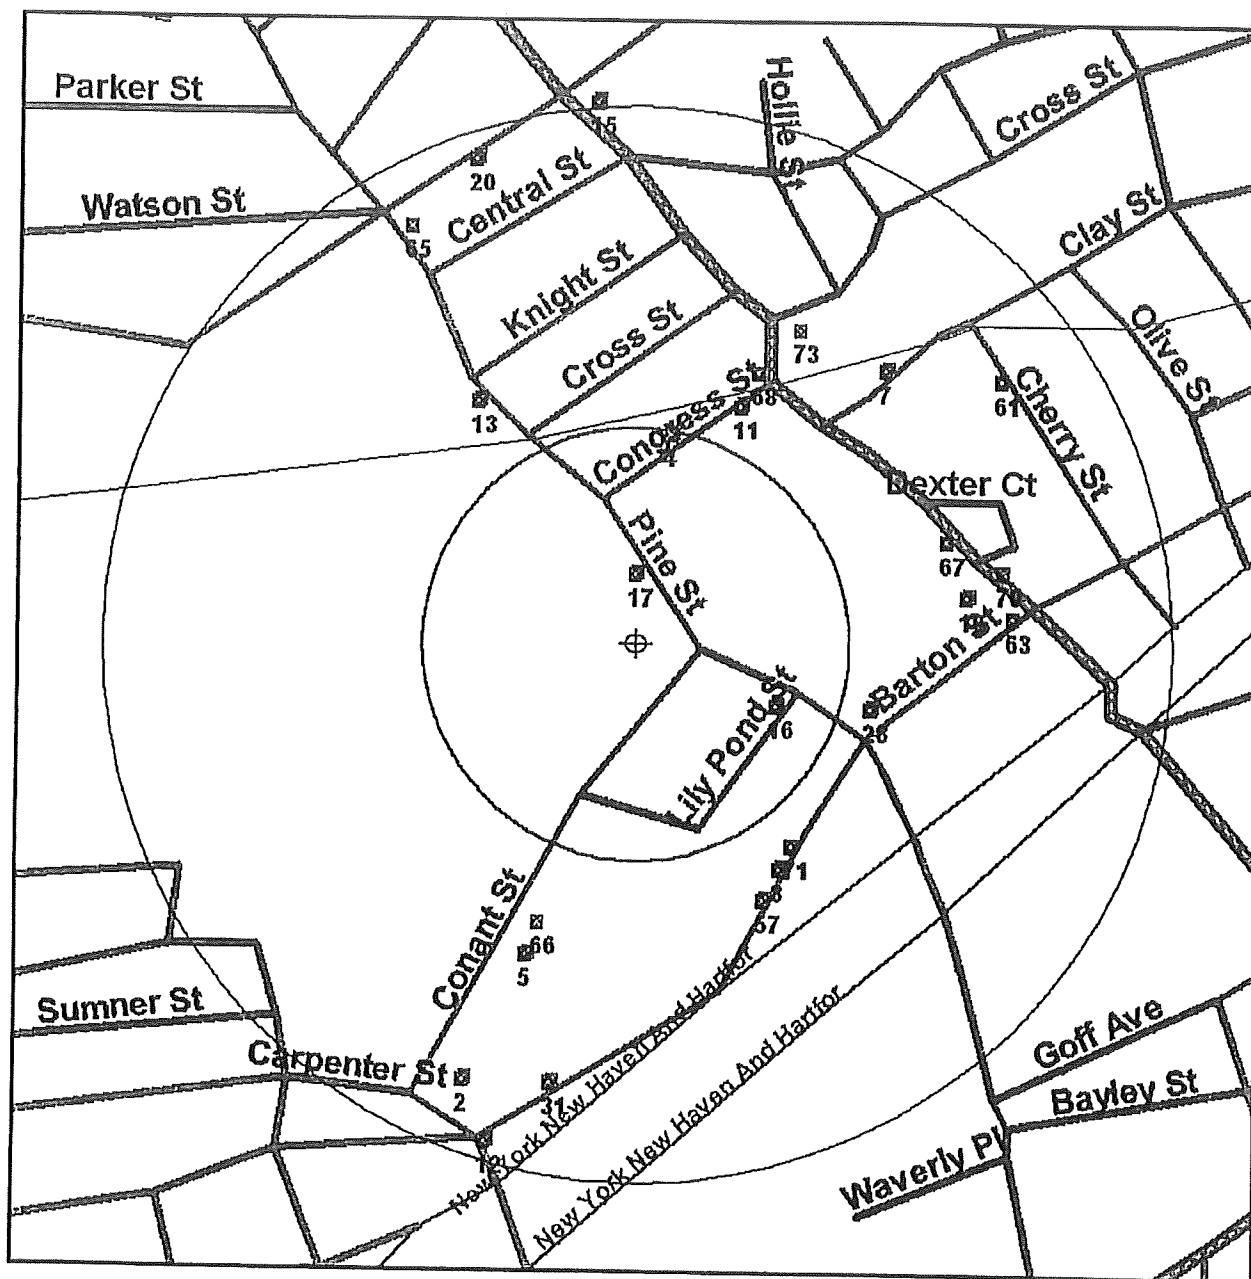 Parker St
Hollie St
Cross St
15
20
Central St
Watson St
65
Clay St
Knight St
Cross St
Olive St
73
Congress St
68
7
61
Cherry St
13
11
4
Dexter Ct
Pine St
67
17
63
Barton St
Lily Pond St
16
26
1
8
57
Conant St
66
5
Sumner St
Carpenter St
2
New York New Haven And Hartfor
New York New Haven And Hartfor
Goff Ave
Bayley St
Waverly Pl